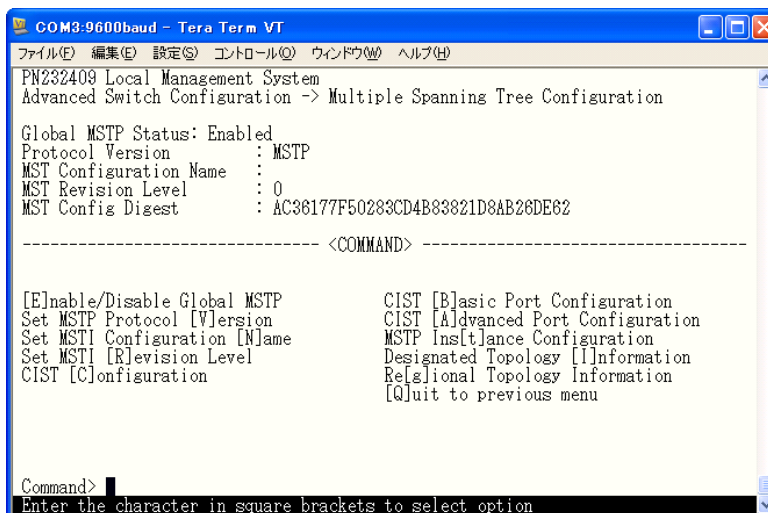 COM3:9600baud - Tera Term VT
ファイル(F) 編集(E) 設定(S) コントロール(O) ウィンドウ(W) ヘルプ(H)
PN232409 Local Management System
Advanced Switch Configuration -> Multiple Spanning Tree Configuration
Global MSTP Status: Enabled
Protocol Version : MSTP
MST Configuration Name :
MST Revision Level : 0
MST Config Digest : AC36177F50283CD4B83821D8AB26DE62
-------------------------------- <COMMAND> -----------------------------------
[E]nable/Disable Global MSTP CIST [B]asic Port Configuration
Set MSTP Protocol [V]ersion CIST [A]dvanced Port Configuration
Set MSTI Configuration [N]ame MSTP Ins[t]ance Configuration
Set MSTI [R]evision Level Designated Topology [I]nformation
CIST [C]onfiguration Re[g]ional Topology Information
[Q]uit to previous menu
Command>
Enter the character in square brackets to select option